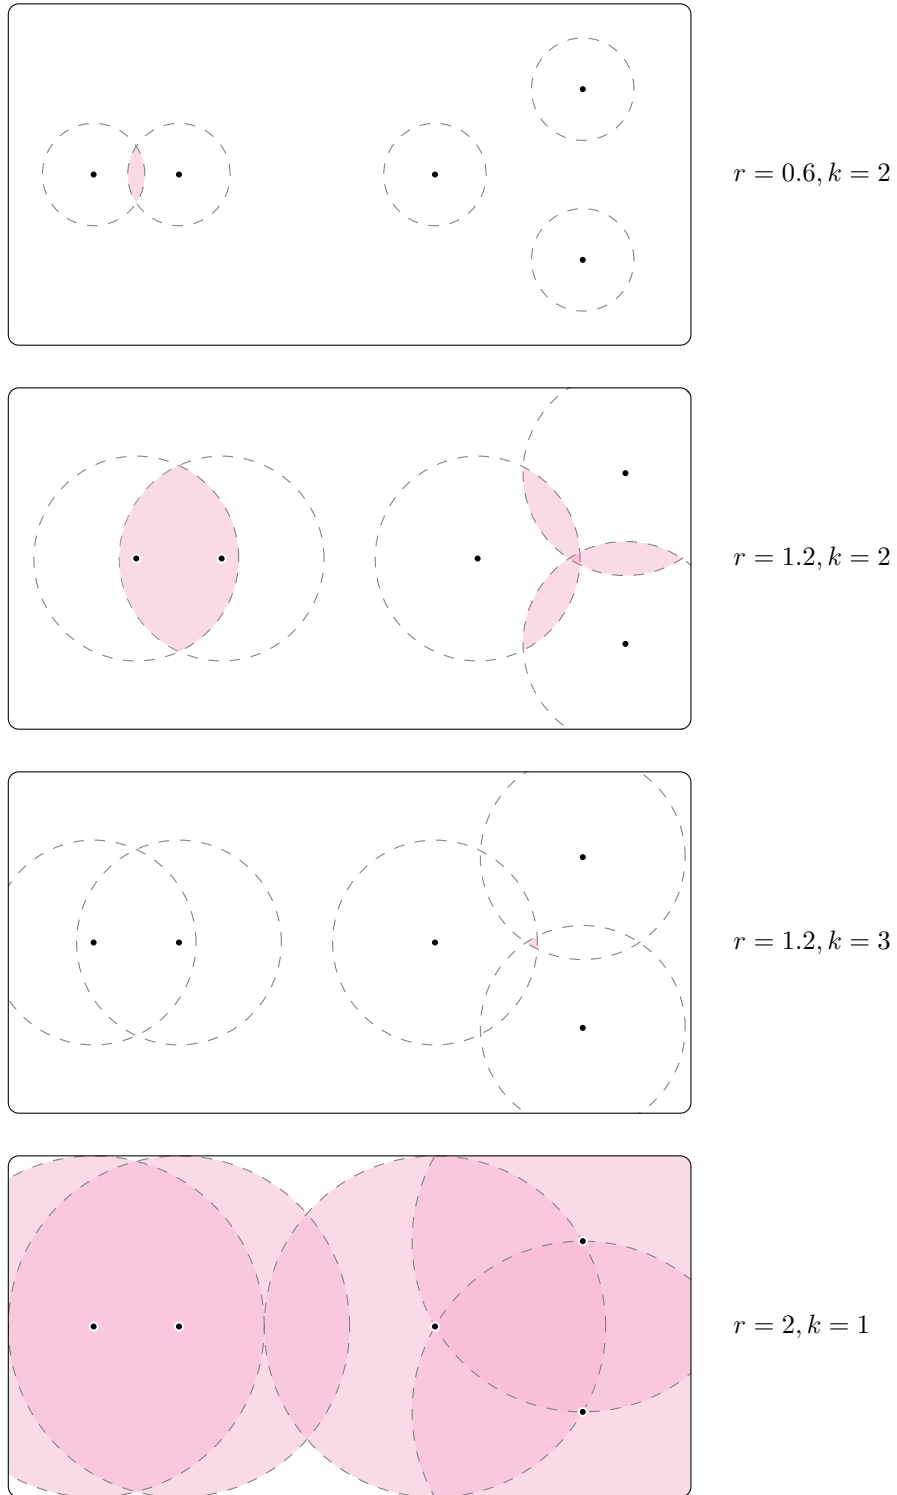 r = 0.6, k = 2
r = 1.2, k = 2
r = 1.2, k = 3
r = 2, k = 1